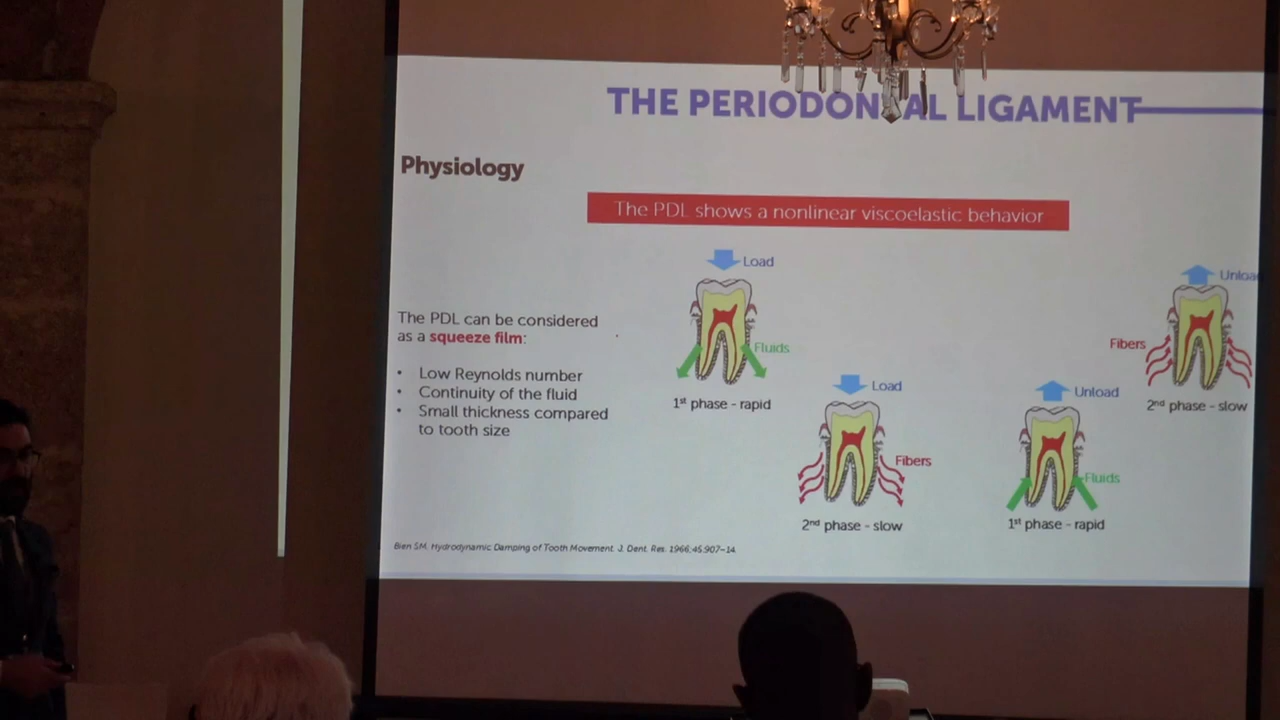 THE PERIODON AL LIGAMENT
Physiology
The PDL shows a nonlinear viscoelastic behavior
The PDL can be considered
as a squeeze film:
• Low Reynolds number
• Continuity of the fluid
• Small thickness compared
to tooth size
Load
Fluids
1st phase - rapid
Load
Fibers
2nd phase - slow
Unload
Fluids
1st phase - rapid
Unloa
Fibers
2nd phase - slow
Bien SM. Hydrodynamic Damping of Tooth Movement. J. Dent. Res. 1966;45:907–14.